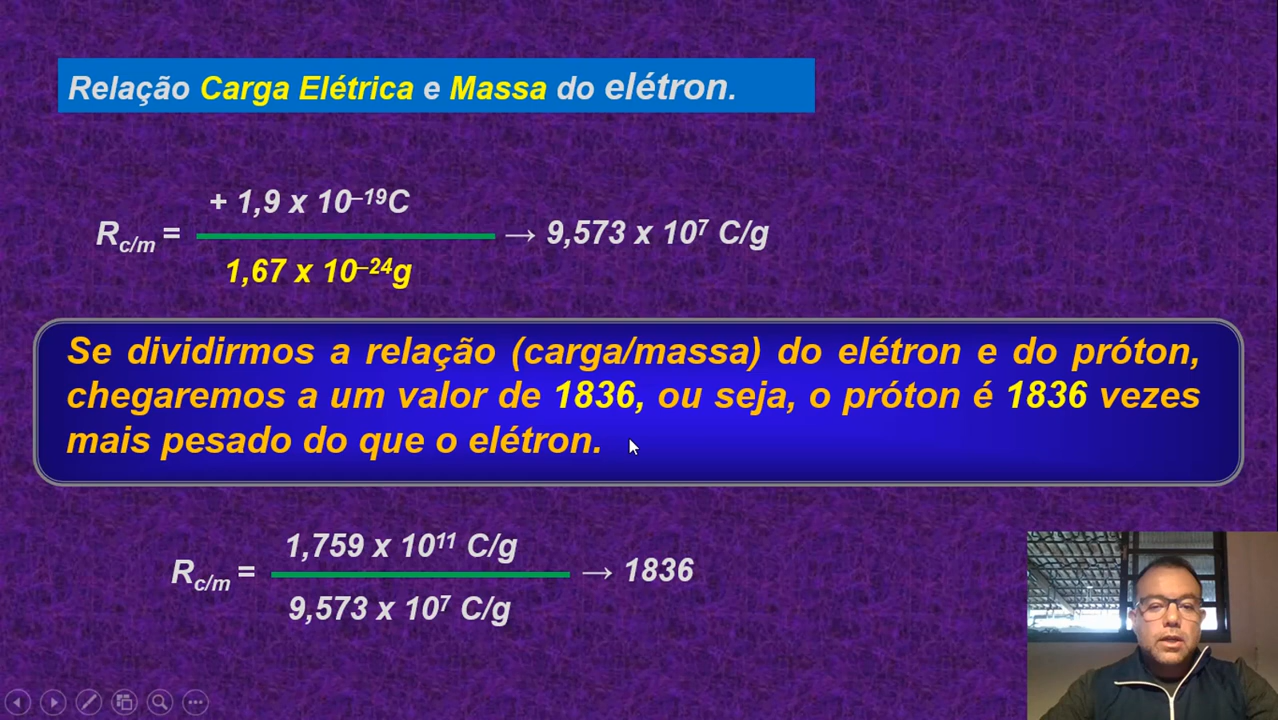 Relação Carga Elétrica e Massa do elétron.
+ 1,9 x 10⁻¹⁹C
R_c/m = → 9,573 x 10⁷ C/g
1,67 x 10⁻²⁴g
Se dividirmos a relação (carga/massa) do elétron e do próton,
chegaremos a um valor de 1836, ou seja, o próton é 1836 vezes
mais pesado do que o elétron.
1,759 x 10¹¹ C/g
R_c/m = → 1836
9,573 x 10⁷ C/g